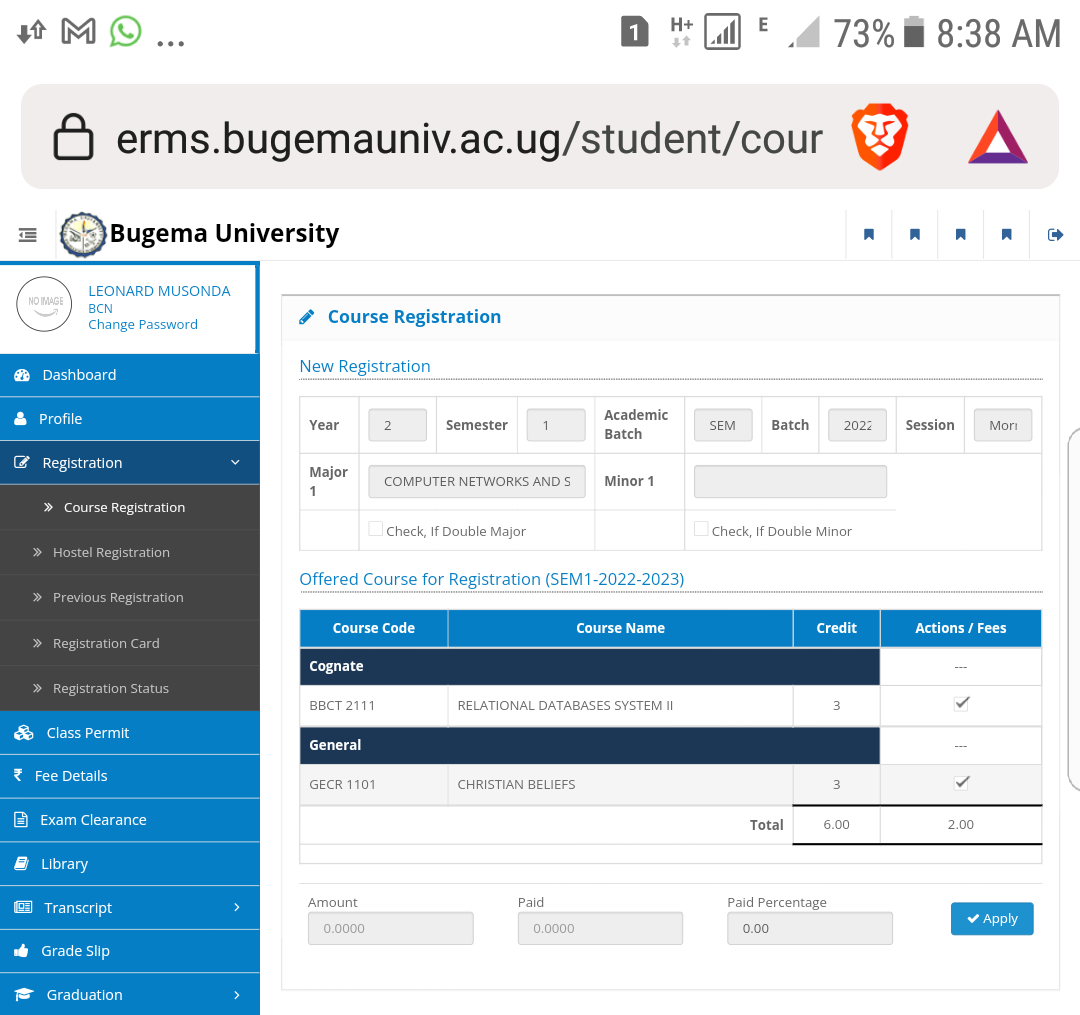 1 H+ E 73% 8:38 AM
erms.bugemauniv.ac.ug/student/cour
Bugema University
NO IMAGE
LEONARD MUSONDA
BCN
Change Password
Dashboard
Profile
Registration
Course Registration
Hostel Registration
Previous Registration
Registration Card
Registration Status
Class Permit
Fee Details
Exam Clearance
Library
Transcript
Grade Slip
Graduation
Course Registration
New Registration
Year 2 Semester 1 Academic Batch SEM Batch 2022 Session Mor
Major 1 COMPUTER NETWORKS AND S Minor 1
Check, If Double Major Check, If Double Minor
Offered Course for Registration (SEM1-2022-2023)
Course Code Course Name Credit Actions / Fees
Cognate ---
BBCT 2111 RELATIONAL DATABASES SYSTEM II 3
General ---
GECR 1101 CHRISTIAN BELIEFS 3
Total 6.00 2.00
Amount Paid Paid Percentage
0.0000 0.0000 0.00
Apply